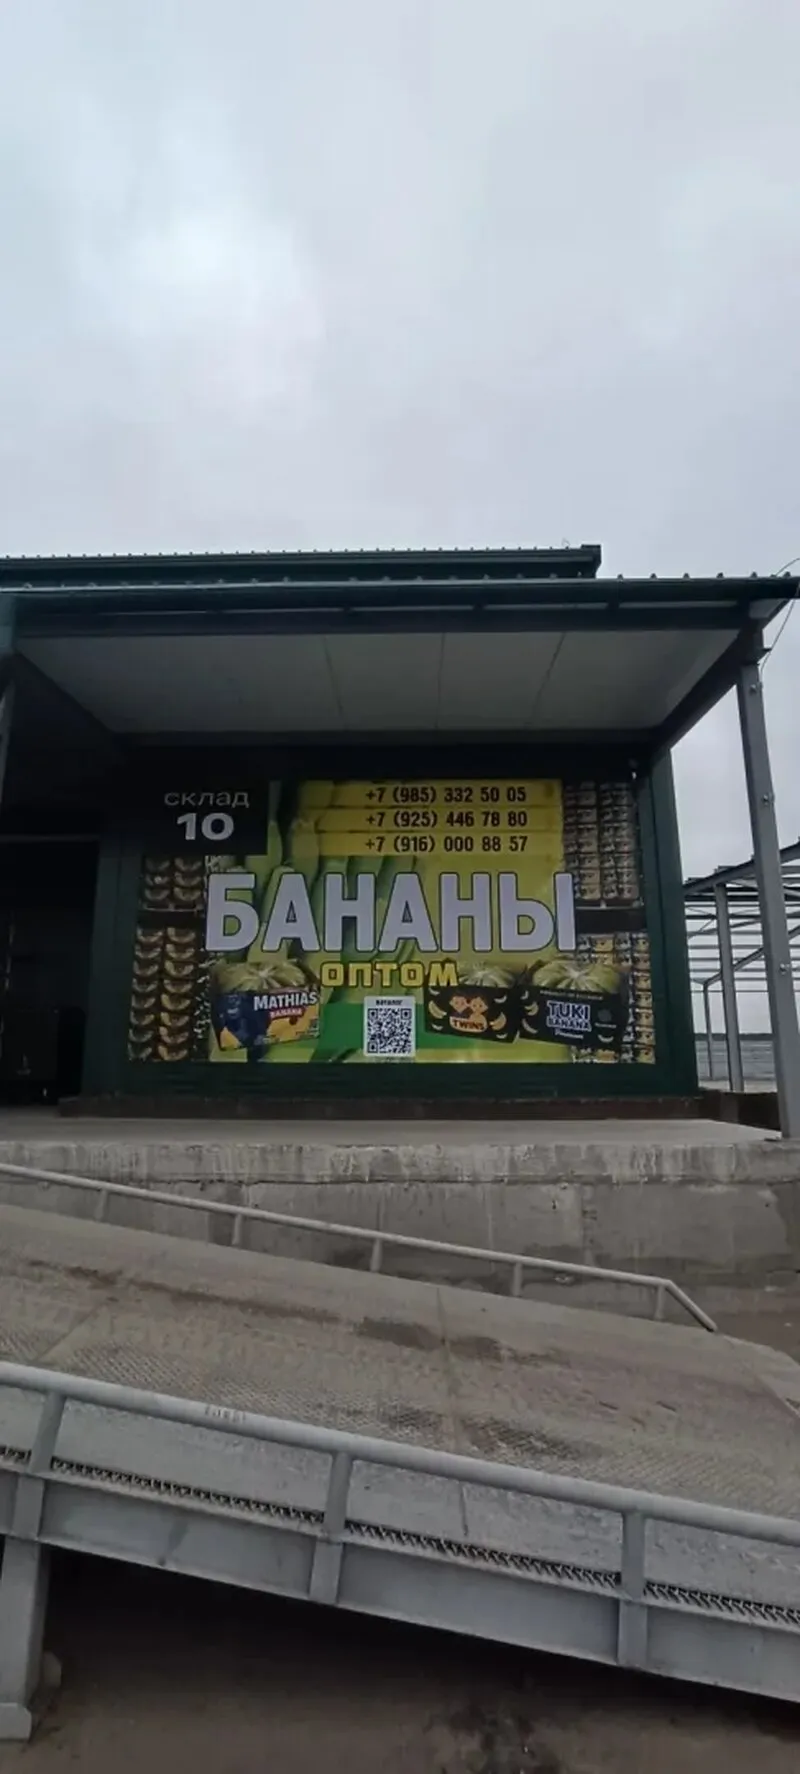 склад
10
+7 (985) 332 50 05
+7 (925) 446 78 80
+7 (916) 000 88 57
БАНАНЫ
ОПТОМ
MATHIAS
BANANA
КАТАЛОГ
TWINS
TUKI
BANANA